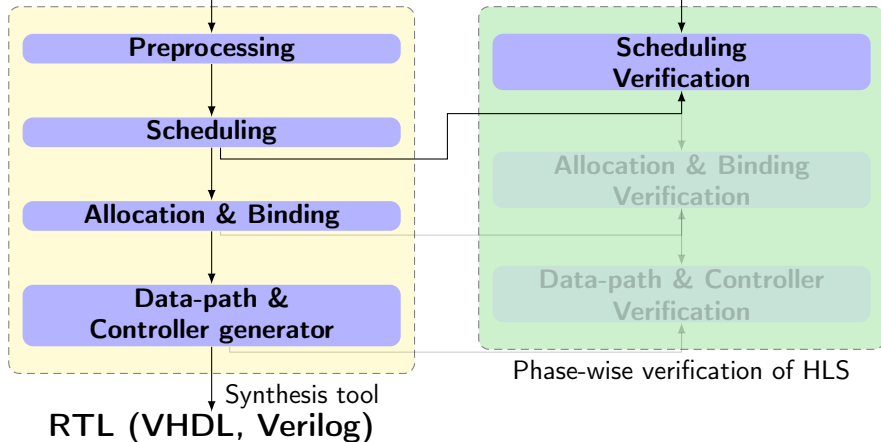 Preprocessing
Scheduling
Allocation & Binding
Data-path &
Controller generator
Synthesis tool
RTL (VHDL, Verilog)
Scheduling
Verification
Allocation & Binding
Verification
Data-path & Controller
Verification
Phase-wise verification of HLS